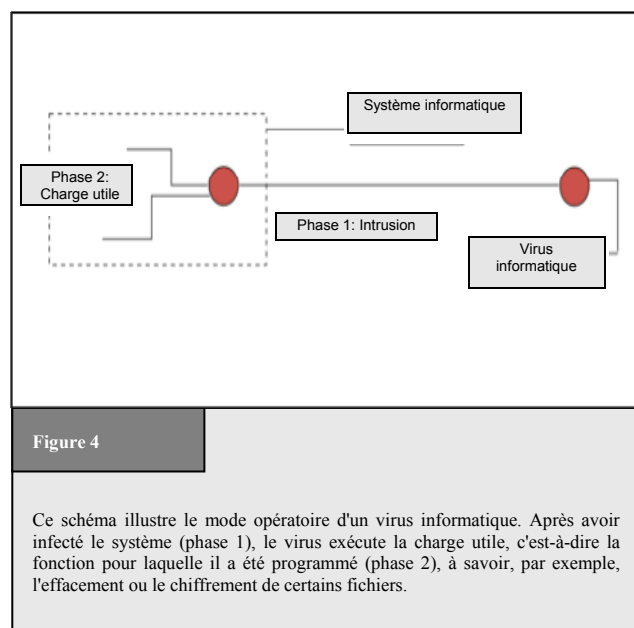 Système informatique
Phase 2:
Charge utile
Phase 1: Intrusion
Virus
informatique
Figure 4
Ce schéma illustre le mode opératoire d'un virus informatique. Après avoir
infecté le système (phase 1), le virus exécute la charge utile, c'est-à-dire la
fonction pour laquelle il a été programmé (phase 2), à savoir, par exemple,
l'effacement ou le chiffrement de certains fichiers.